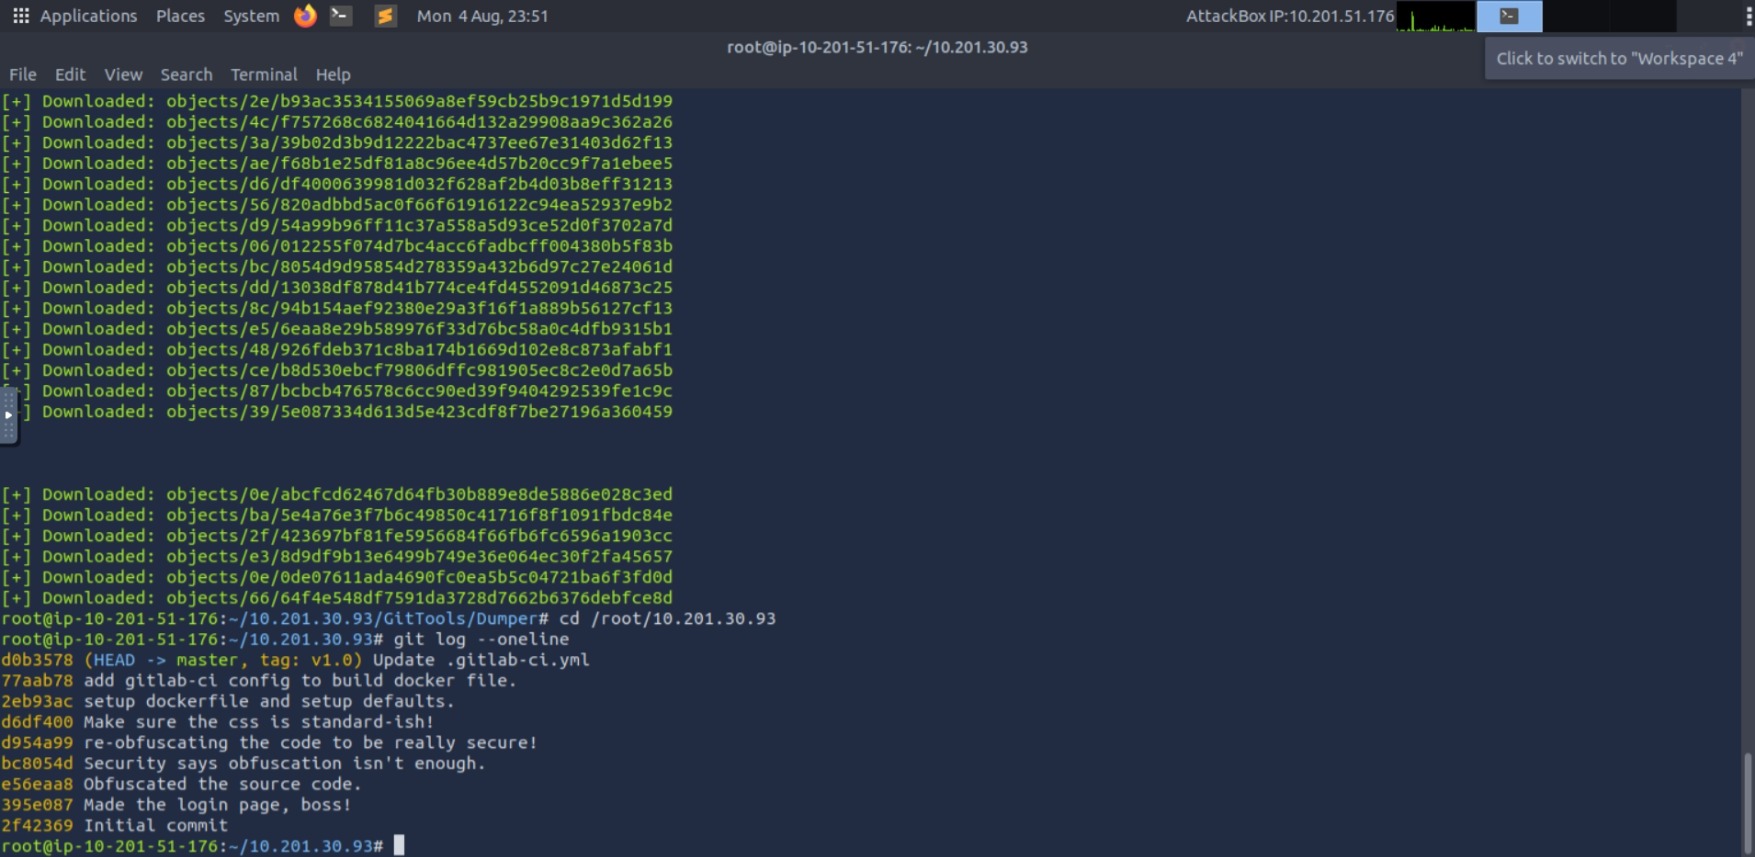 Applications Places System Mon 4 Aug, 23:51 AttackBox IP:10.201.51.176
root@ip-10-201-51-176: ~/10.201.30.93
Click to switch to "Workspace 4"
File Edit View Search Terminal Help
[+] Downloaded: objects/2e/b93ac3534155069a8ef59cb25b9c1971d5d199
[+] Downloaded: objects/4c/f757268c6824041664d132a29908aa9c362a26
[+] Downloaded: objects/3a/39b02d3b9d12222bac4737ee67e31403d62f13
[+] Downloaded: objects/ae/f68b1e25df81a8c96ee4d57b20cc9f7a1ebee5
[+] Downloaded: objects/d6/df4000639981d032f628af2b4d03b8eff31213
[+] Downloaded: objects/56/820adbbd5ac0f66f61916122c94ea52937e9b2
[+] Downloaded: objects/d9/54a99b96ff11c37a558a5d93ce52d0f3702a7d
[+] Downloaded: objects/06/012255f074d7bc4acc6fadbcff004380b5f83b
[+] Downloaded: objects/bc/8054d9d95854d278359a432b6d97c27e24061d
[+] Downloaded: objects/dd/13038df878d41b774ce4fd4552091d46873c25
[+] Downloaded: objects/8c/94b154aef92380e29a3f16f1a889b56127cf13
[+] Downloaded: objects/e5/6eaa8e29b589976f33d76bc58a0c4dfb9315b1
[+] Downloaded: objects/48/926fdeb371c8ba174b1669d102e8c873afabf1
[+] Downloaded: objects/ce/b8d530ebcf79806dffc981905ec8c2e0d7a65b
] Downloaded: objects/87/bcbcb476578c6cc90ed39f9404292539fe1c9c
] Downloaded: objects/39/5e087334d613d5e423cdf8f7be27196a360459
[+] Downloaded: objects/0e/abcfcd62467d64fb30b889e8de5886e028c3ed
[+] Downloaded: objects/ba/5e4a76e3f7b6c49850c41716f8f1091fbdc84e
[+] Downloaded: objects/2f/423697bf81fe5956684f66fb6fc6596a1903cc
[+] Downloaded: objects/e3/8d9df9b13e6499b749e36e064ec30f2fa45657
[+] Downloaded: objects/0e/0de07611ada4690fc0ea5b5c04721ba6f3fd0d
[+] Downloaded: objects/66/64f4e548df7591da3728d7662b6376debfce8d
root@ip-10-201-51-176:~/10.201.30.93/GitTools/Dumper# cd /root/10.201.30.93
root@ip-10-201-51-176:~/10.201.30.93# git log --oneline
d0b3578 (HEAD -> master, tag: v1.0) Update .gitlab-ci.yml
77aab78 add gitlab-ci config to build docker file.
2eb93ac setup dockerfile and setup defaults.
d6df400 Make sure the css is standard-ish!
d954a99 re-obfuscating the code to be really secure!
bc8054d Security says obfuscation isn't enough.
e56eaa8 Obfuscated the source code.
395e087 Made the login page, boss!
2f42369 Initial commit
root@ip-10-201-51-176:~/10.201.30.93#